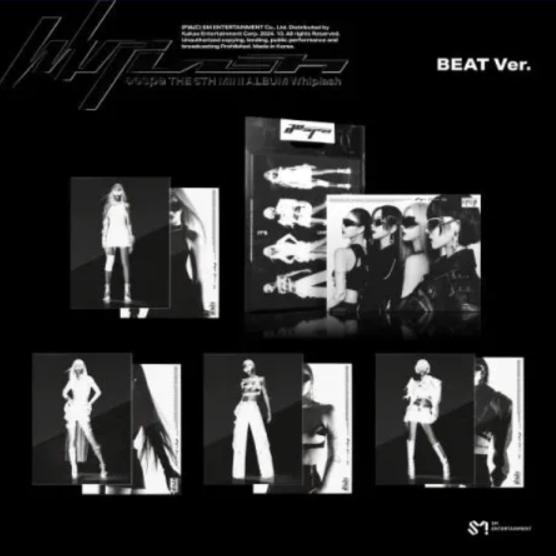 Whiplash
aespa THE 5TH MINI ALBUM Whiplash
(P)&(C) SM ENTERTAINMENT Co., Ltd. Distributed by
Kakao Entertainment Corp. 2024. 10. All rights Reserved.
Unauthorized copying, lending, public performance and
broadcasting Prohibited. Made in Korea.
BEAT Ver.
SM
ENTERTAINMENT